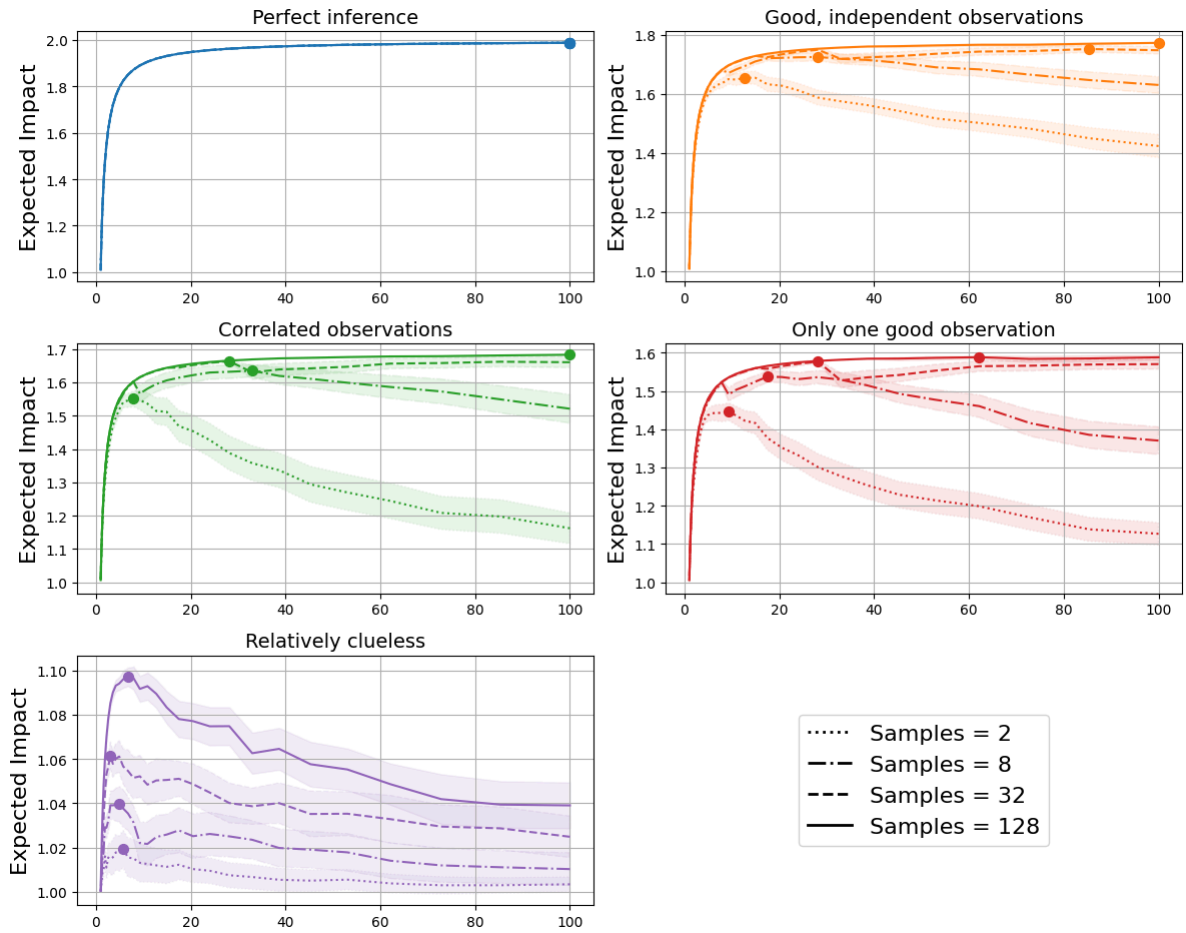 Perfect inference
Expected Impact
2.0
1.8
1.6
1.4
1.2
1.0
0 20 40 60 80 100
Good, independent observations
Expected Impact
1.8
1.6
1.4
1.2
1.0
0 20 40 60 80 100
Correlated observations
Expected Impact
1.7
1.6
1.5
1.4
1.3
1.2
1.1
1.0
0 20 40 60 80 100
Only one good observation
Expected Impact
1.6
1.5
1.4
1.3
1.2
1.1
1.0
0 20 40 60 80 100
Relatively clueless
Expected Impact
1.10
1.08
1.06
1.04
1.02
1.00
0 20 40 60 80 100
Samples = 2
Samples = 8
Samples = 32
Samples = 128